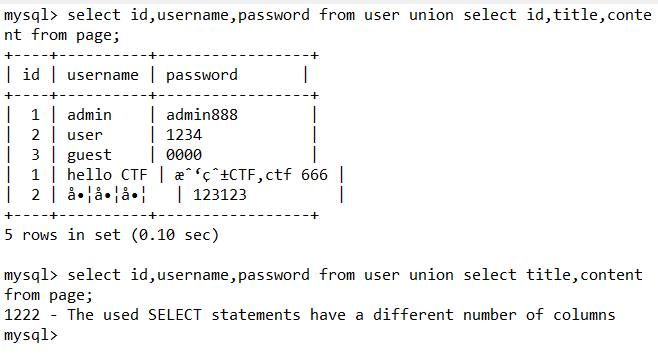 mysql> select id,username,password from user union select id,title,conte
nt from page;
+----+-----------+-----------------+
| id | username | password        |
+----+-----------+-----------------+
|  1 | admin     | admin888        |
|  2 | user      | 1234            |
|  3 | guest     | 0000            |
|  1 | hello CTF | æˆ‘çˆ±CTF,ctf 666 |
|  2 | å•¦å•¦å•¦   | 123123          |
+----+-----------+-----------------+
5 rows in set (0.10 sec)
mysql> select id,username,password from user union select title,content
from page;
1222 - The used SELECT statements have a different number of columns
mysql>